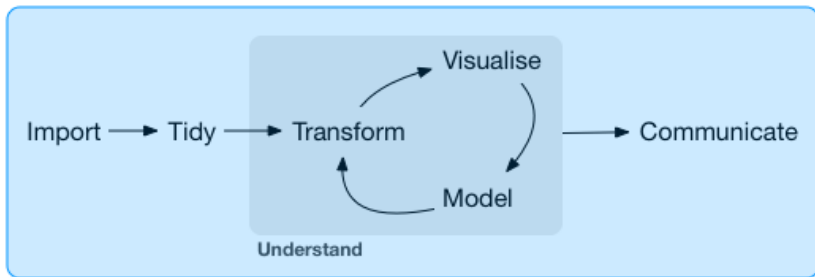 Visualise
Import
Tidy
Transform
Communicate
Model
Understand